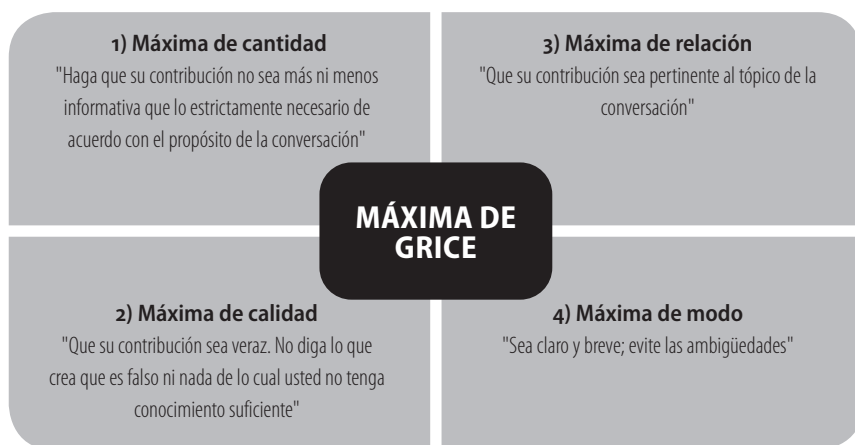 1) Máxima de cantidad
"Haga que su contribución no sea más ni menos
informativa que lo estrictamente necesario de
acuerdo con el propósito de la conversación"
3) Máxima de relación
"Que su contribución sea pertinente al tópico de la
conversación"
MÁXIMA DE
GRICE
2) Máxima de calidad
"Que su contribución sea veraz. No diga lo que
crea que es falso ni nada de lo cual usted no tenga
conocimiento suficiente"
4) Máxima de modo
"Sea claro y breve; evite las ambigüedades"